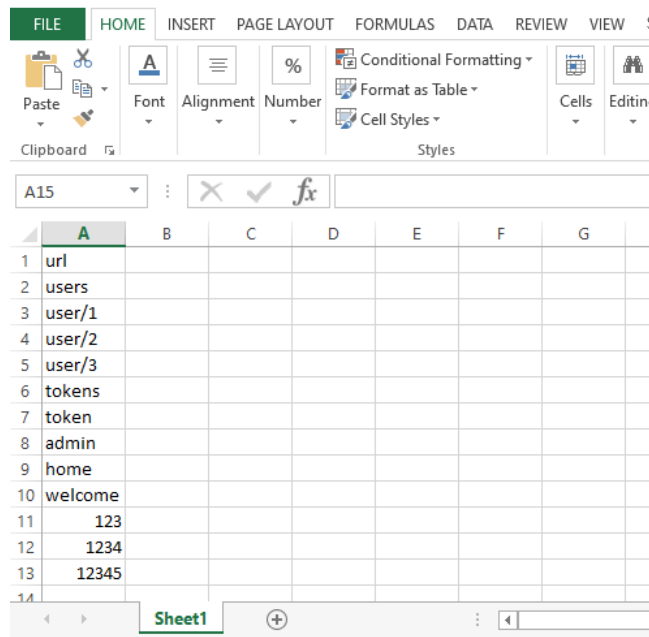 FILE HOME INSERT PAGE LAYOUT FORMULAS DATA REVIEW VIEW
Paste
Clipboard
A
Font
Alignment
%
Number
Conditional Formatting
Format as Table
Cell Styles
Styles
Cells
Editin
A15 fx
A B C D E F G
1 url
2 users
3 user/1
4 user/2
5 user/3
6 tokens
7 token
8 admin
9 home
10 welcome
11 123
12 1234
13 12345
14
Sheet1